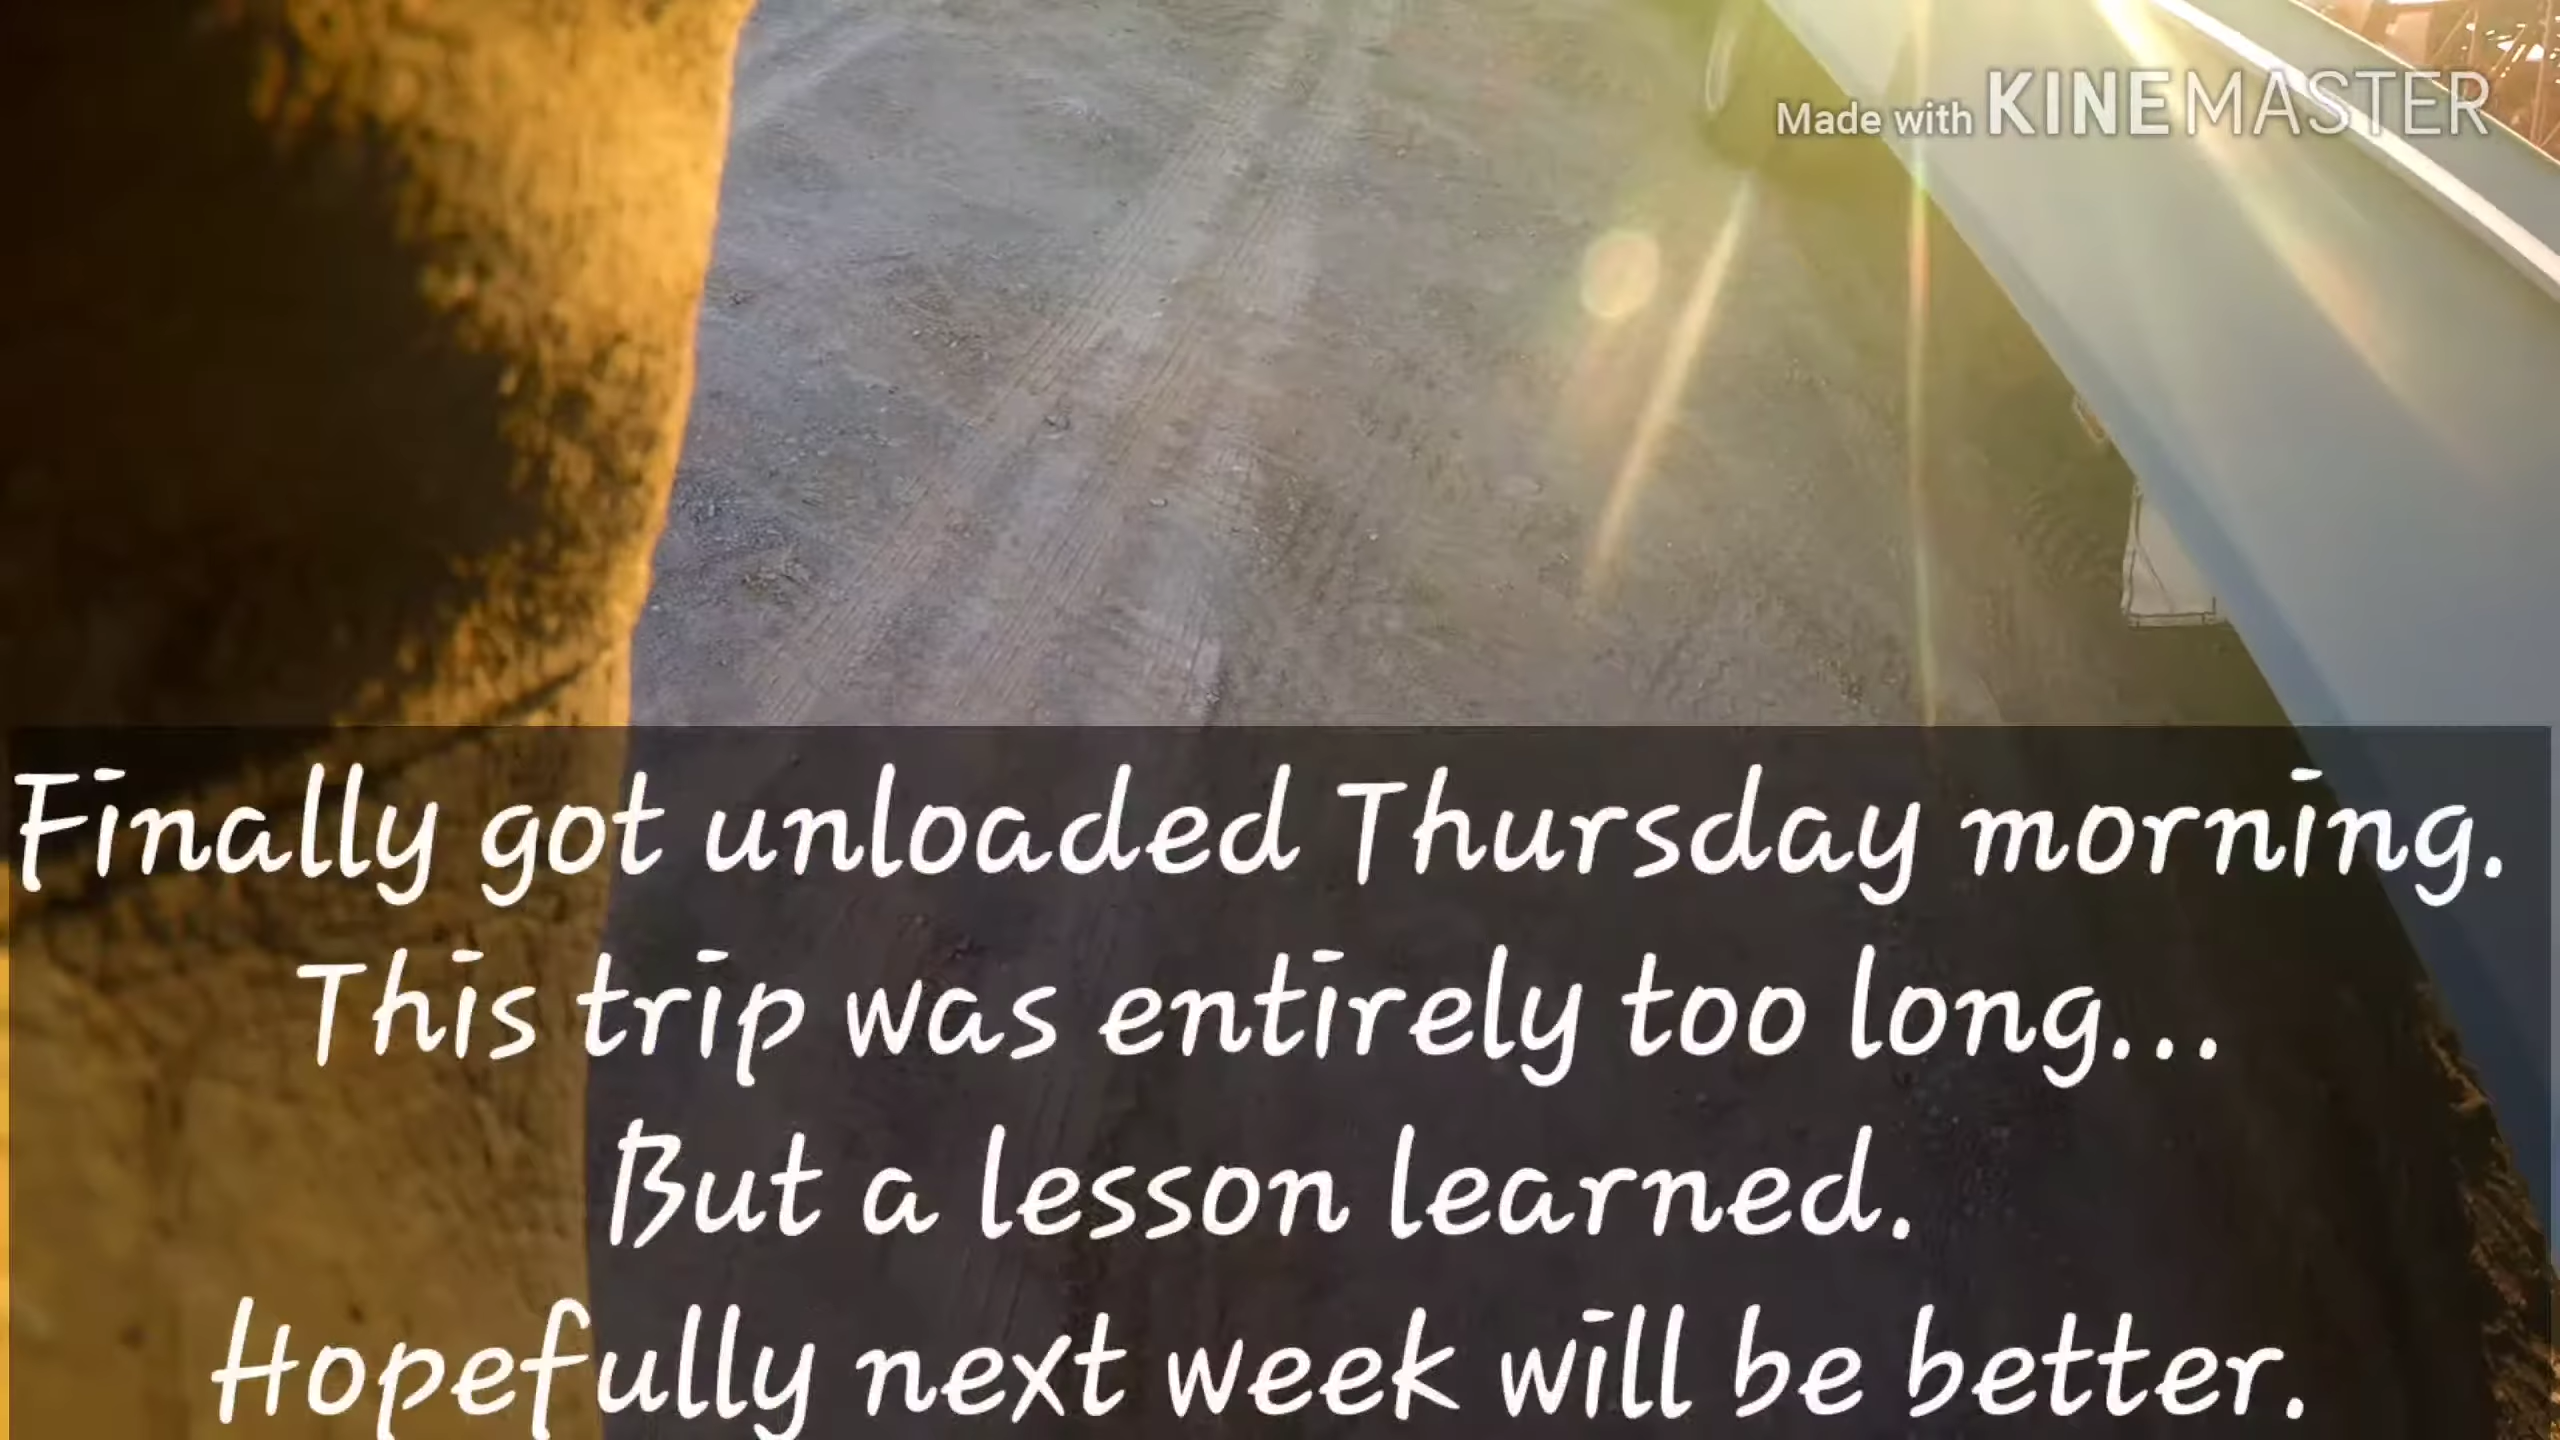 Made with KINEMASTER
Finally got unloaded Thursday morning.
This trip was entirely too long...
But a lesson learned.
Hopefully next week will be better.